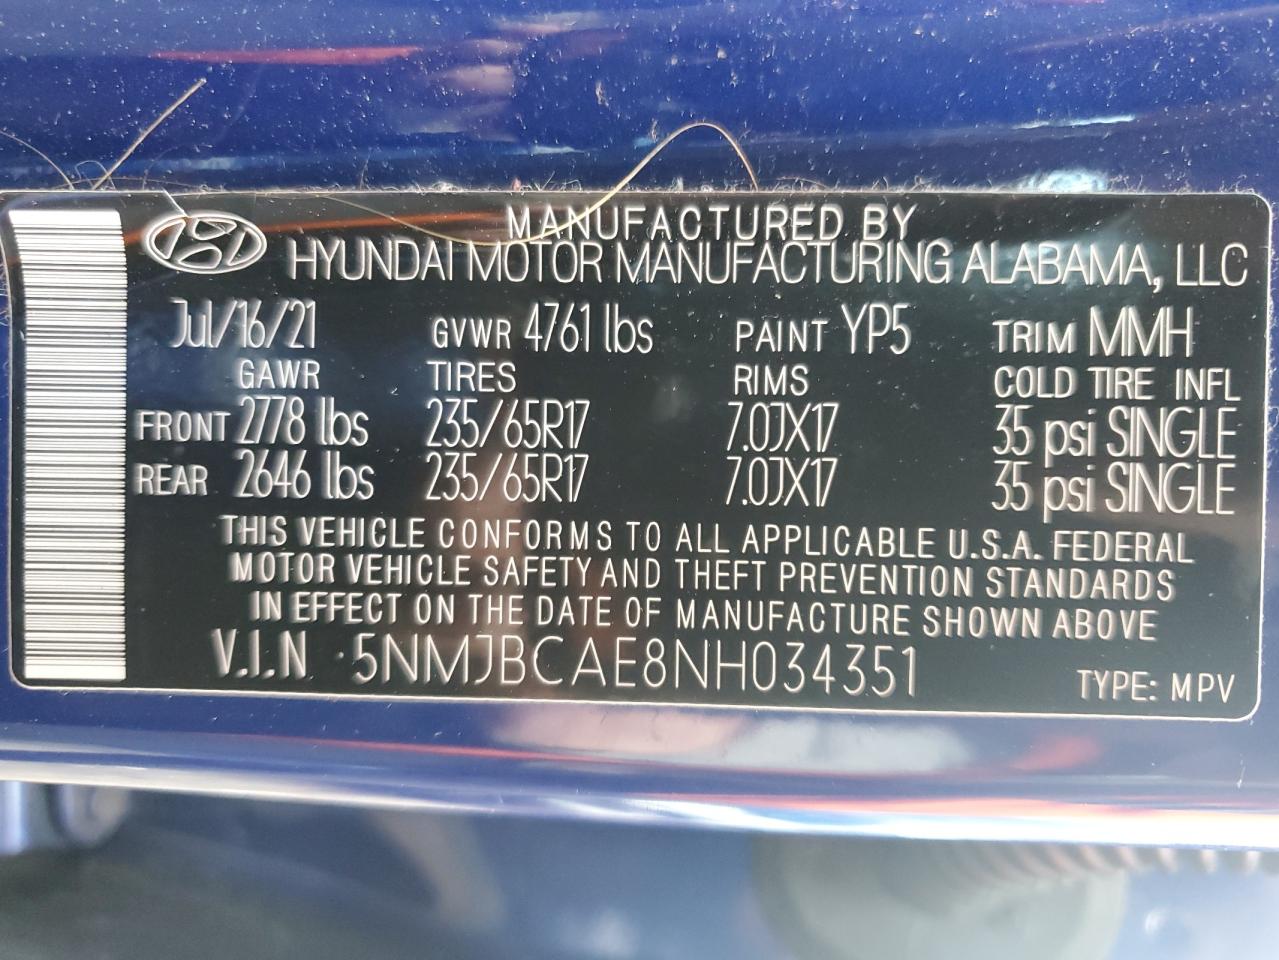 MANUFACTURED BY
HYUNDAI MOTOR MANUFACTURING ALABAMA, LLC
Jul/16/21 GVWR 4761 lbs PAINT YP5 TRIM MMH
GAWR TIRES RIMS COLD TIRE INFL
FRONT 2778 lbs 235/65R17 7.0JX17 35 psi SINGLE
REAR 2646 lbs 235/65R17 7.0JX17 35 psi SINGLE
THIS VEHICLE CONFORMS TO ALL APPLICABLE U.S.A. FEDERAL
MOTOR VEHICLE SAFETY AND THEFT PREVENTION STANDARDS
IN EFFECT ON THE DATE OF MANUFACTURE SHOWN ABOVE
V.I.N 5NMJBCAE8NH034351 TYPE: MPV